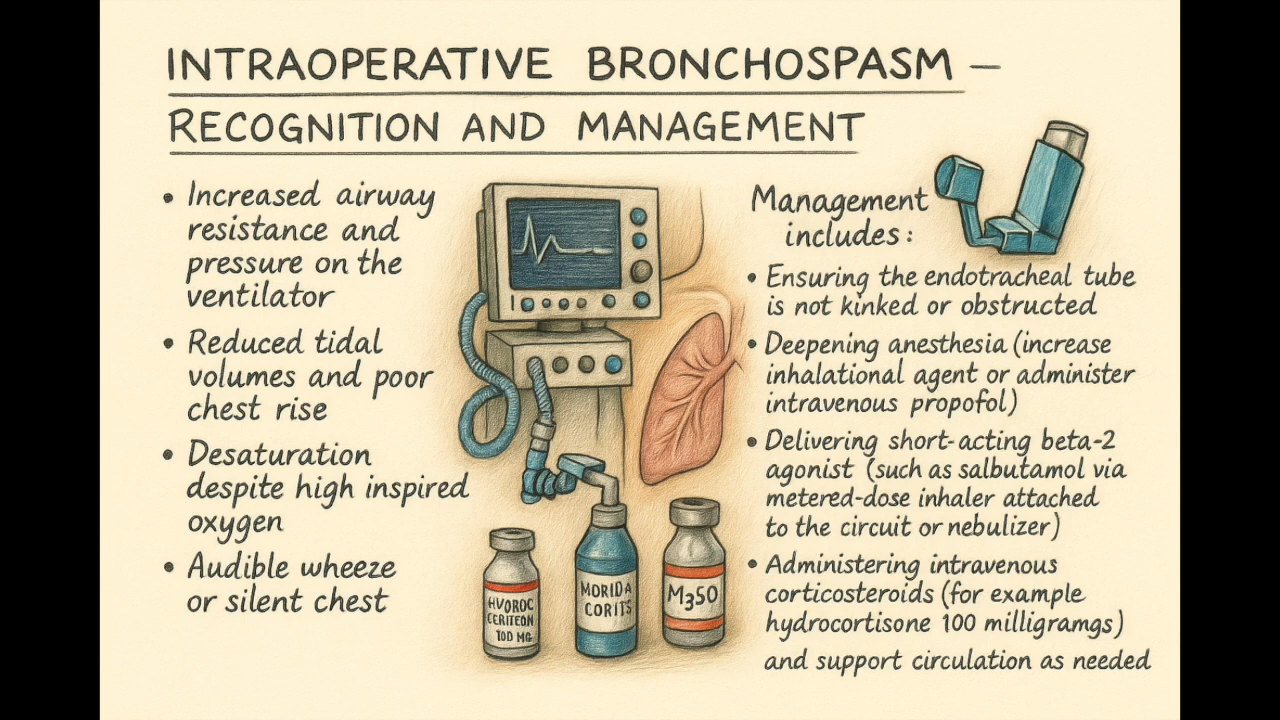 INTRAOPERATIVE BRONCHOSPASM –
RECOGNITION AND MANAGEMENT
• Increased airway
resistance and
pressure on the
ventilator
• Reduced tidal
volumes and poor
chest rise
• Desaturation
despite high inspired
oxygen
• Audible wheeze
or silent chest
HVOROC
CERITEON
100 MG
MORIDA
CORITS
M350
Management
includes:
• Ensuring the endotracheal tube
is not kinked or obstructed
• Deepening anesthesia (increase
inhalational agent or administer
intravenous propofol)
• Delivering short-acting beta-2
agonist (such as salbutamol via
metered-dose inhaler attached
to the circuit or nebulizer)
• Administering intravenous
corticosteroids (for example
hydrocortisone 100 milligramgs)
and support circulation as needed